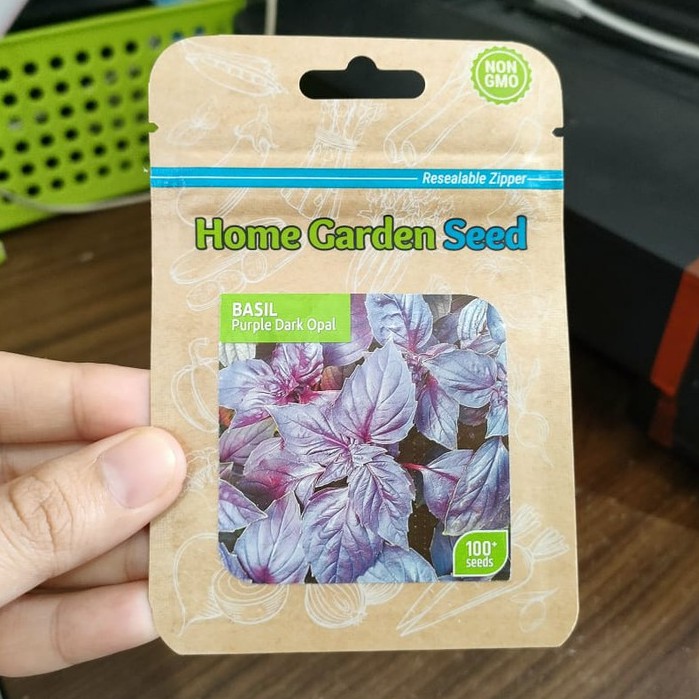 NON
GMO
Resealable Zipper
Home Garden Seed
BASIL
Purple Dark Opal
100+
seeds